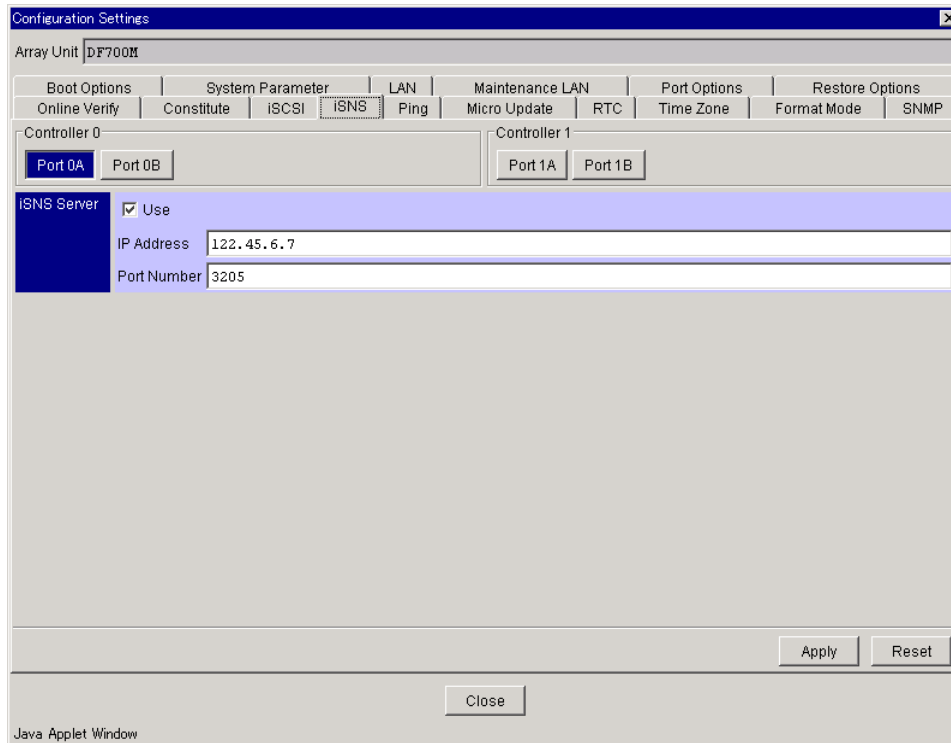 Configuration Settings
Array Unit DF700M
Boot Options System Parameter LAN Maintenance LAN Port Options Restore Options
Online Verify Constitute iSCSI iSNS Ping Micro Update RTC Time Zone Format Mode SNMP
Controller 0 Controller 1
Port 0A Port 0B Port 1A Port 1B
iSNS Server Use
IP Address 122.45.6.7
Port Number 3205
Apply Reset
Close
Java Applet Window